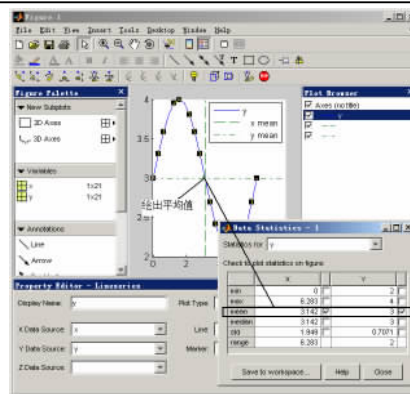 Figure 1
File Edit View Insert Tools Desktop Window Help
Figure Palette
Plot Browser
New Subplots
2D Axes
3D Axes
Variables
x 1x21
y 1x21
Annotations
Line
Arrow
4
3.5
3
2.5
2
0 2
y
x mean
y mean
绘出平均值
Axes (no title)
y
Property Editor - Lineseries
Display Name: y
Plot Type:
X Data Source: x
Line:
Y Data Source: y
Marker:
Z Data Source:
Data Statistics - 1
Statistics for y
Check to plot statistics on figure:
X Y
min 0 2
max 6.283 4
mean 3.142 3
median 3.142 3
std 1.949 0.7071
range 6.283 2
Save to workspace... Help Close